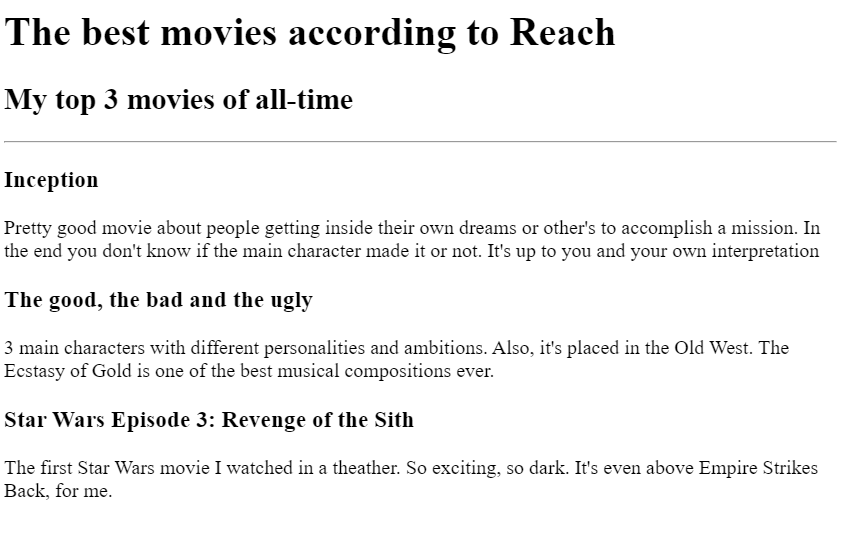 The best movies according to Reach
My top 3 movies of all-time
Inception
Pretty good movie about people getting inside their own dreams or other's to accomplish a mission. In
the end you don't know if the main character made it or not. It's up to you and your own interpretation
The good, the bad and the ugly
3 main characters with different personalities and ambitions. Also, it's placed in the Old West. The
Ecstasy of Gold is one of the best musical compositions ever.
Star Wars Episode 3: Revenge of the Sith
The first Star Wars movie I watched in a theather. So exciting, so dark. It's even above Empire Strikes
Back, for me.